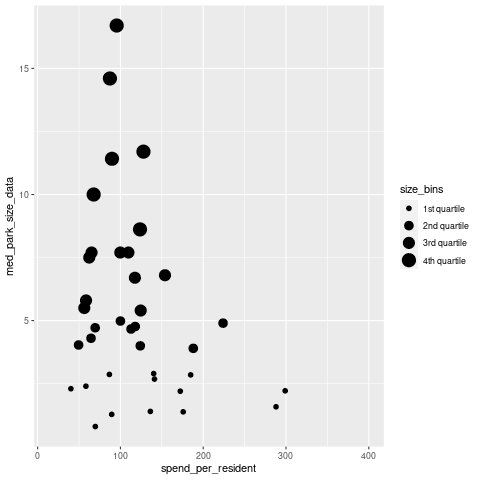 15
10
5
0
100
200
300
400
spend_per_resident
med_park_size_data
size_bins
1st quartile
2nd quartile
3rd quartile
4th quartile